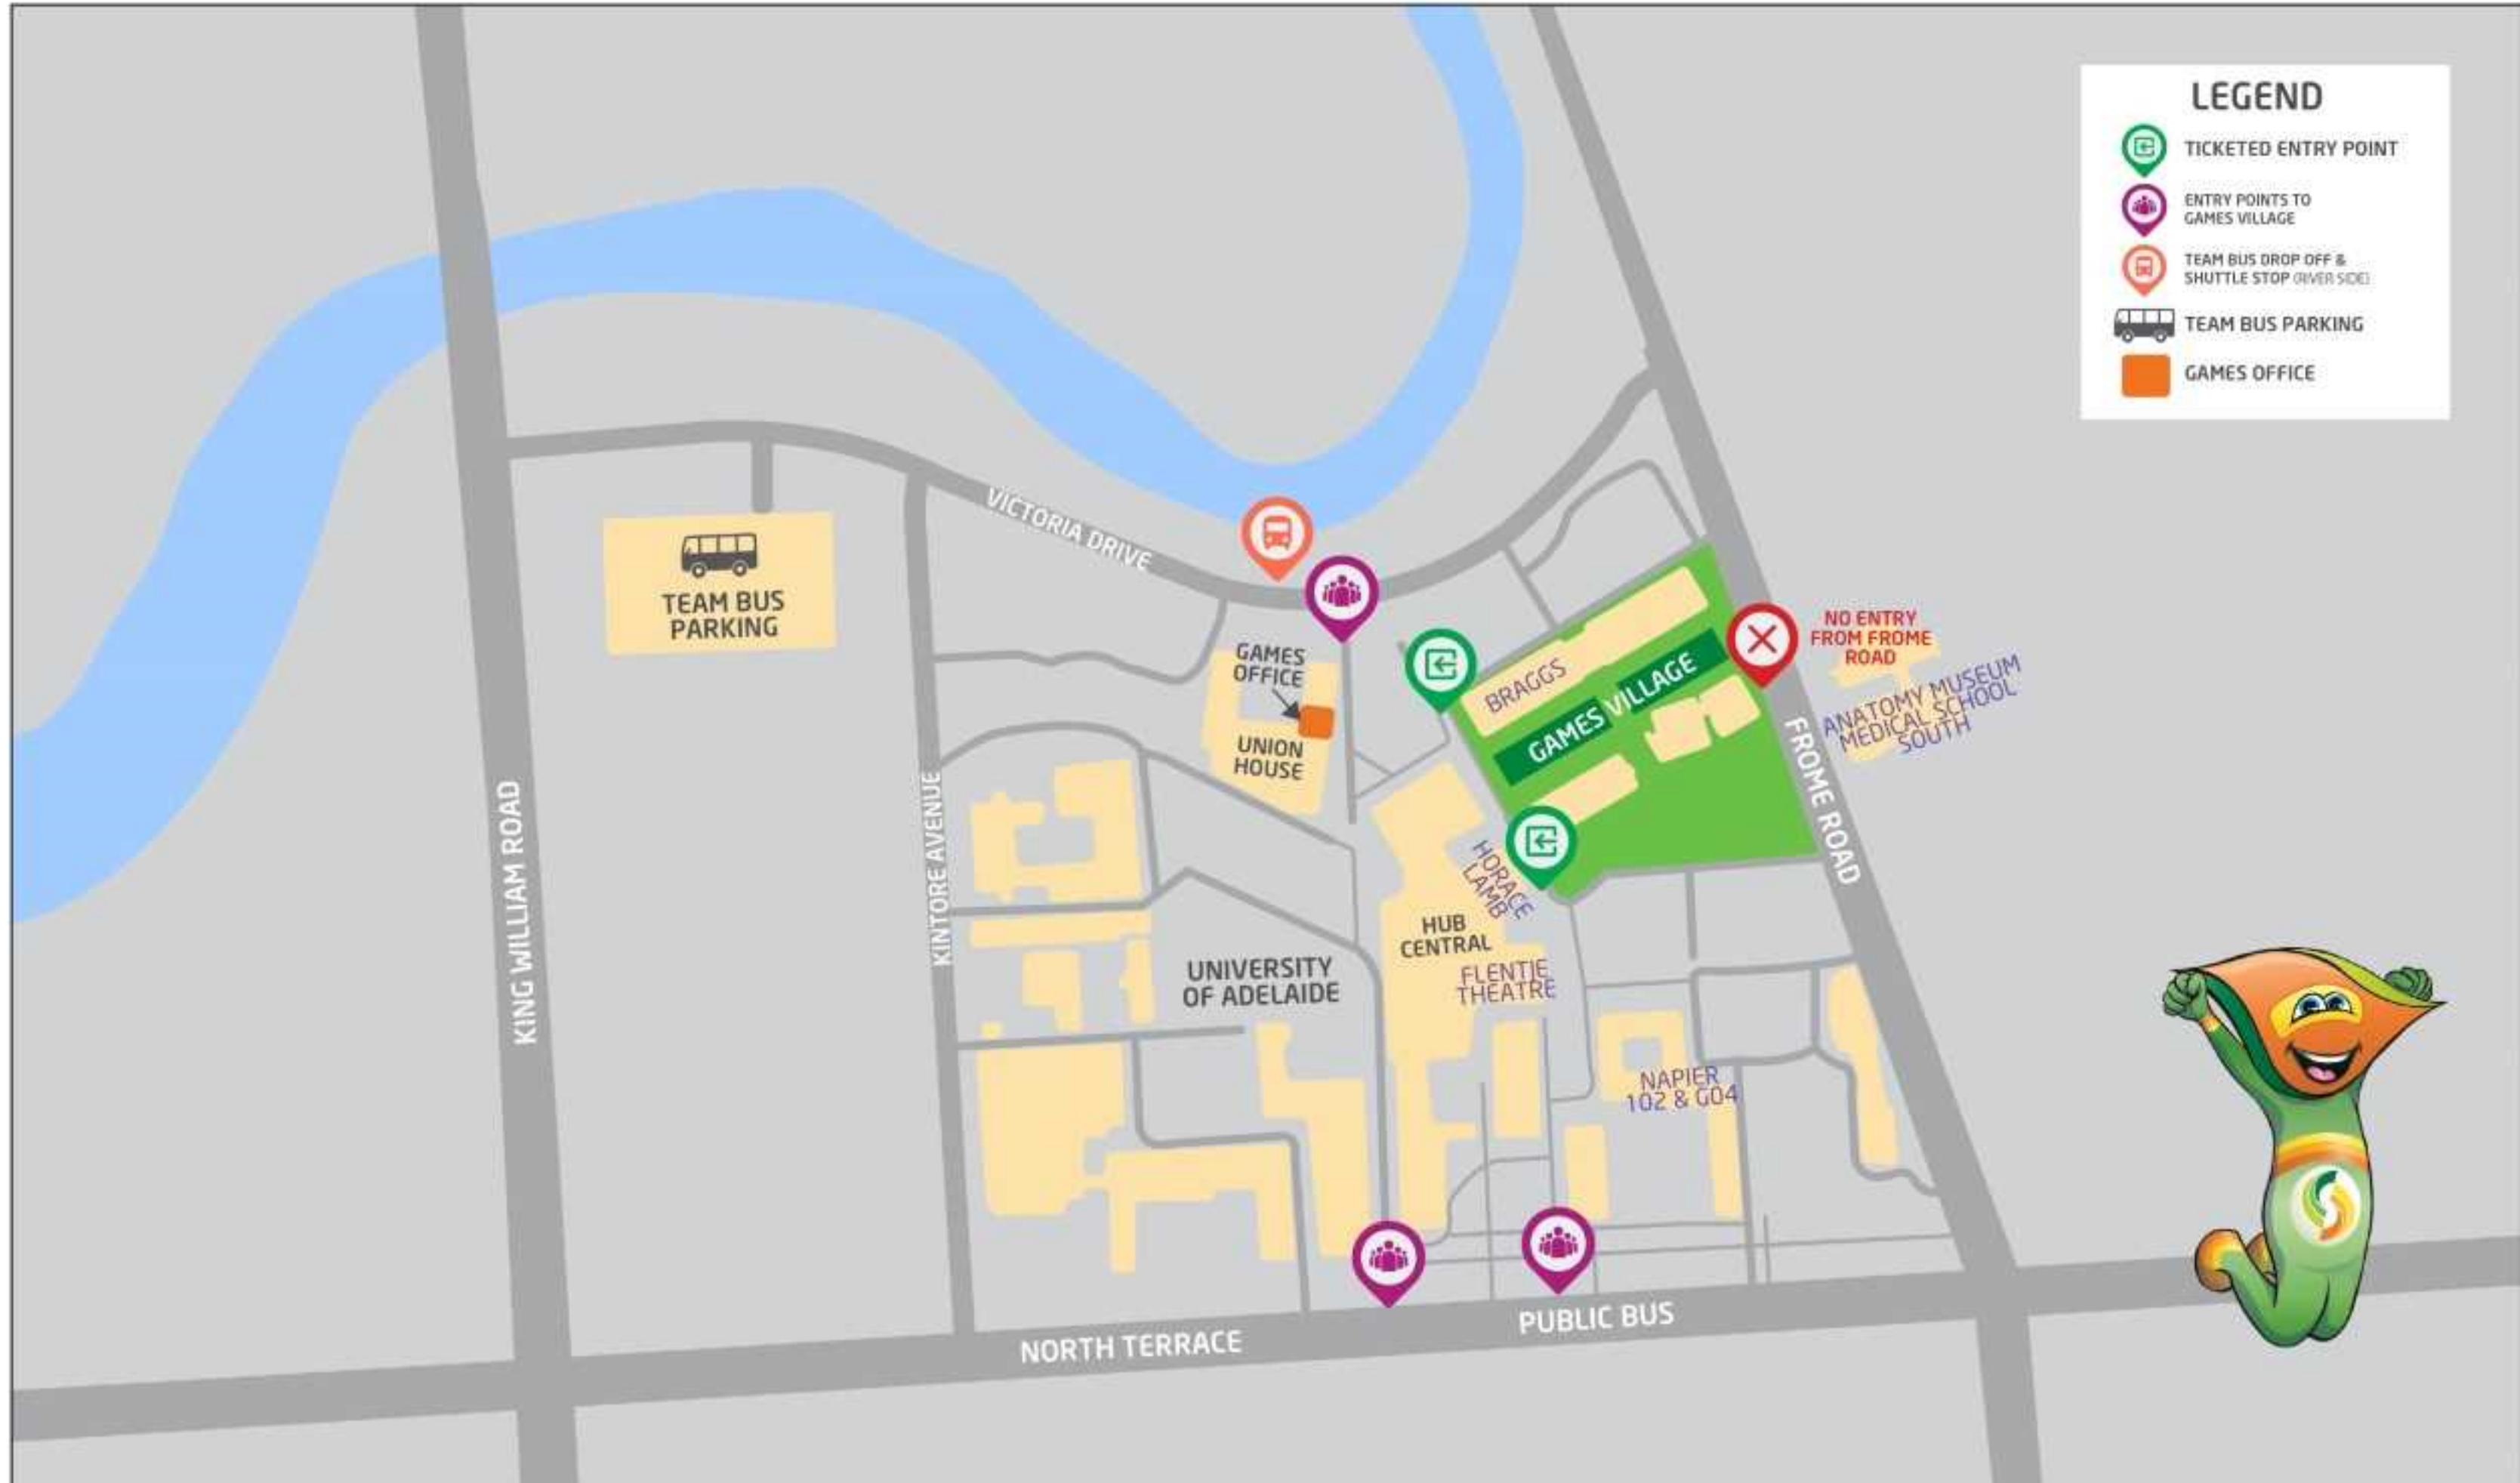 LEGEND
TICKETED ENTRY POINT
ENTRY POINTS TO
GAMES VILLAGE
TEAM BUS DROP OFF &
SHUTTLE STOP (RIVER SIDE)
TEAM BUS PARKING
GAMES OFFICE
VICTORIA DRIVE
TEAM BUS
PARKING
GAMES
OFFICE
UNION
HOUSE
BRAGGS
GAMES VILLAGE
NO ENTRY
FROM FROME
ROAD
ANATOMY MUSEUM
MEDICAL SCHOOL
SOUTH
FROME ROAD
KING WILLIAM ROAD
KINTORE AVENUE
HORACE
LAMB
HUB
CENTRAL
FLENTJE
THEATRE
UNIVERSITY
OF ADELAIDE
NAPIER
102 & G04
NORTH TERRACE
PUBLIC BUS